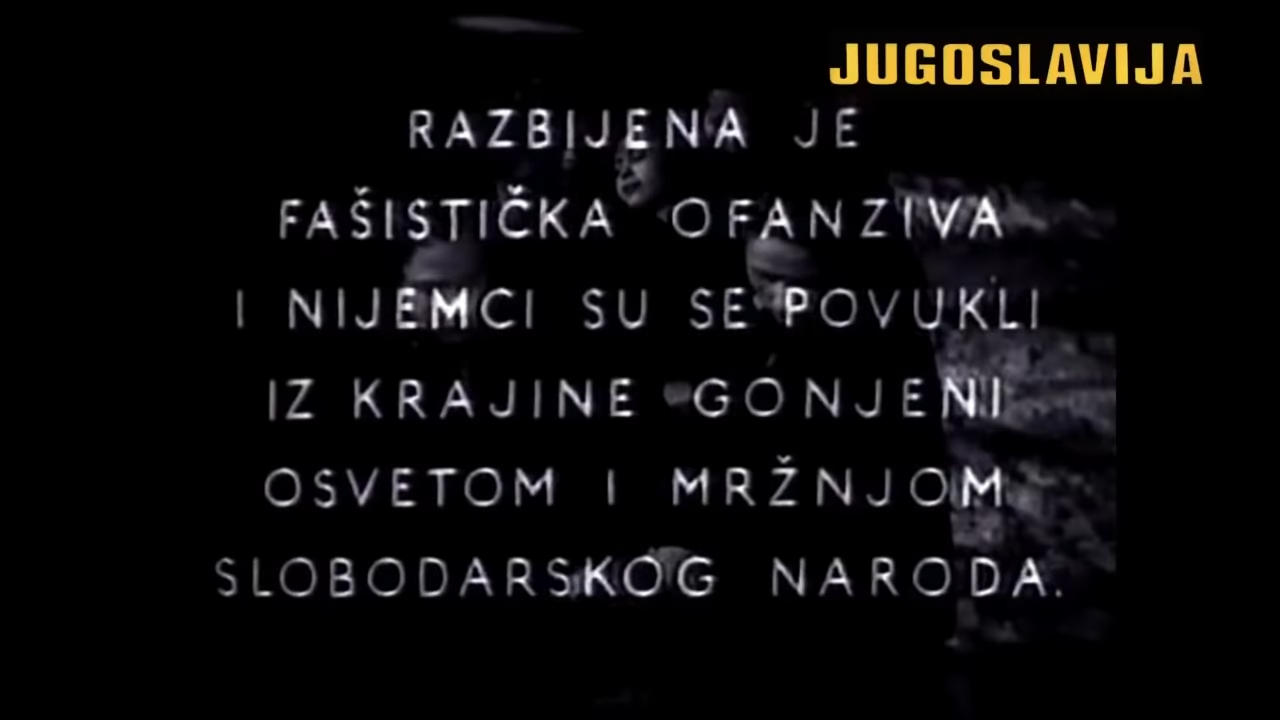 JUGOSLAVIJA
RAZBIJENA JE
FAŠISTIČKA OFANZIVA
I NIJEMCI SU SE POVUKLI
IZ KRAJINE GONJENI
OSVETOM I MRŽNJOM
SLOBODARSKOG NARODA.